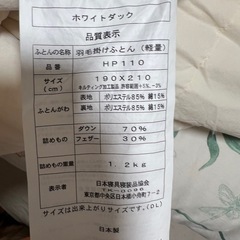 ホワイトダック
品質表示
ふとんの名称 羽毛掛けふとん（軽量）
品番 HP110
サイズ(cm) 190X210
キルティング加工製品 許容範囲+5%、-3%
ふとんがわ 表地 ポリエステル85% 綿15%
裏地 ポリエステル85% 綿15%
詰めもの ダウン 70%
フェザー 30%
詰めもの重量 1.2kg
表示者 日本寝具寝装品協会
東京都中央区日本橋小舟町7-2
サイズは出来上がりサイズです。(DL)
日本製